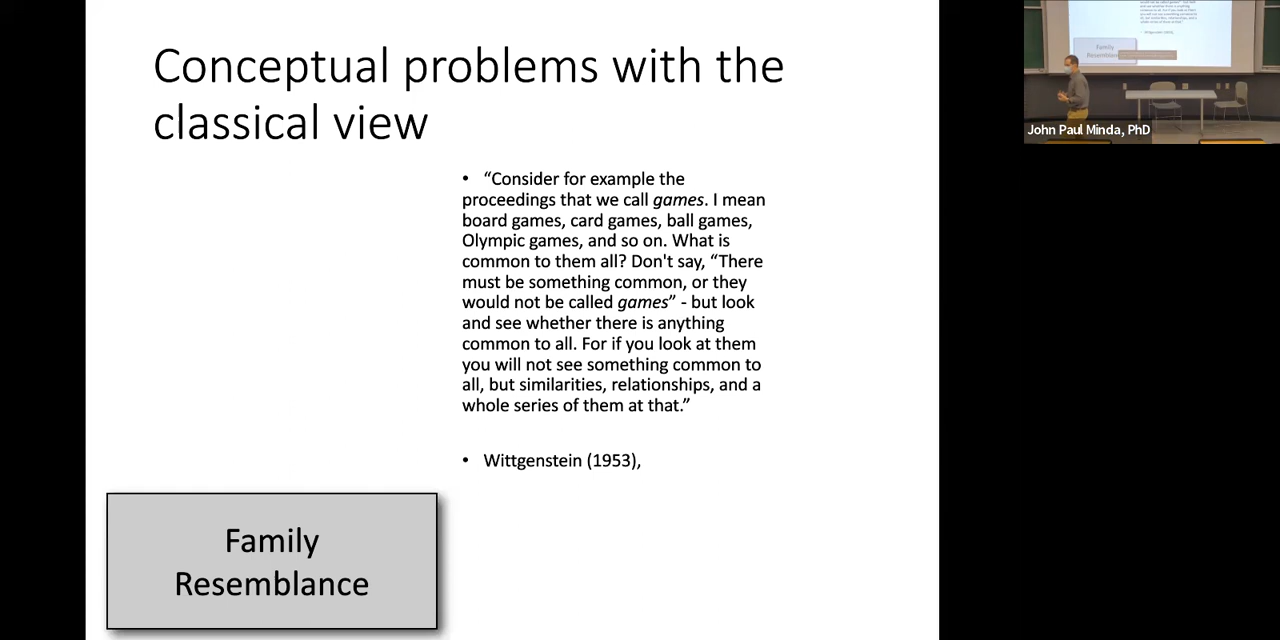 Conceptual problems with the
classical view
• “Consider for example the
proceedings that we call games. I mean
board games, card games, ball games,
Olympic games, and so on. What is
common to them all? Don't say, “There
must be something common, or they
would not be called games” - but look
and see whether there is anything
common to all. For if you look at them
you will not see something common to
all, but similarities, relationships, and a
whole series of them at that.”
• Wittgenstein (1953),
Family
Resemblance
Family
Resemblance
John Paul Minda, PhD